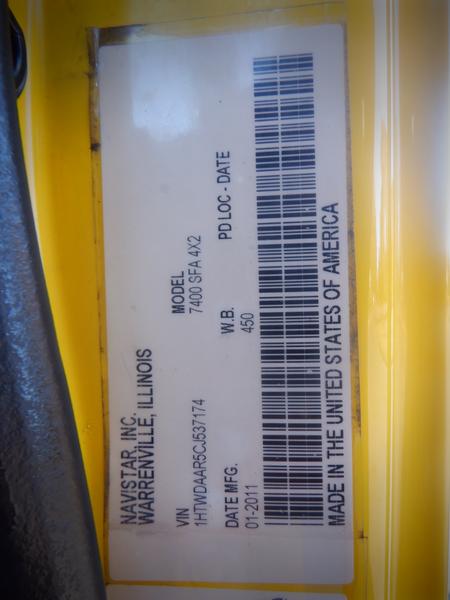 NAVISTAR, INC.
WARRENVILLE, ILLINOIS
VIN MODEL
1HTWDAAR5CJ537174 7400 SFA 4X2
DATE MFG. W.B. PD LOC - DATE
01-2011 450
MADE IN THE UNITED STATES OF AMERICA